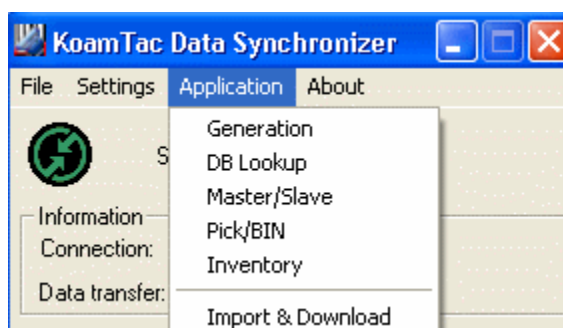 KoamTac Data Synchronizer
File Settings Application About
Generation
S
DB Lookup
Master/Slave
Information
Pick/BIN
Connection:
Inventory
Data transfer:
Import & Download